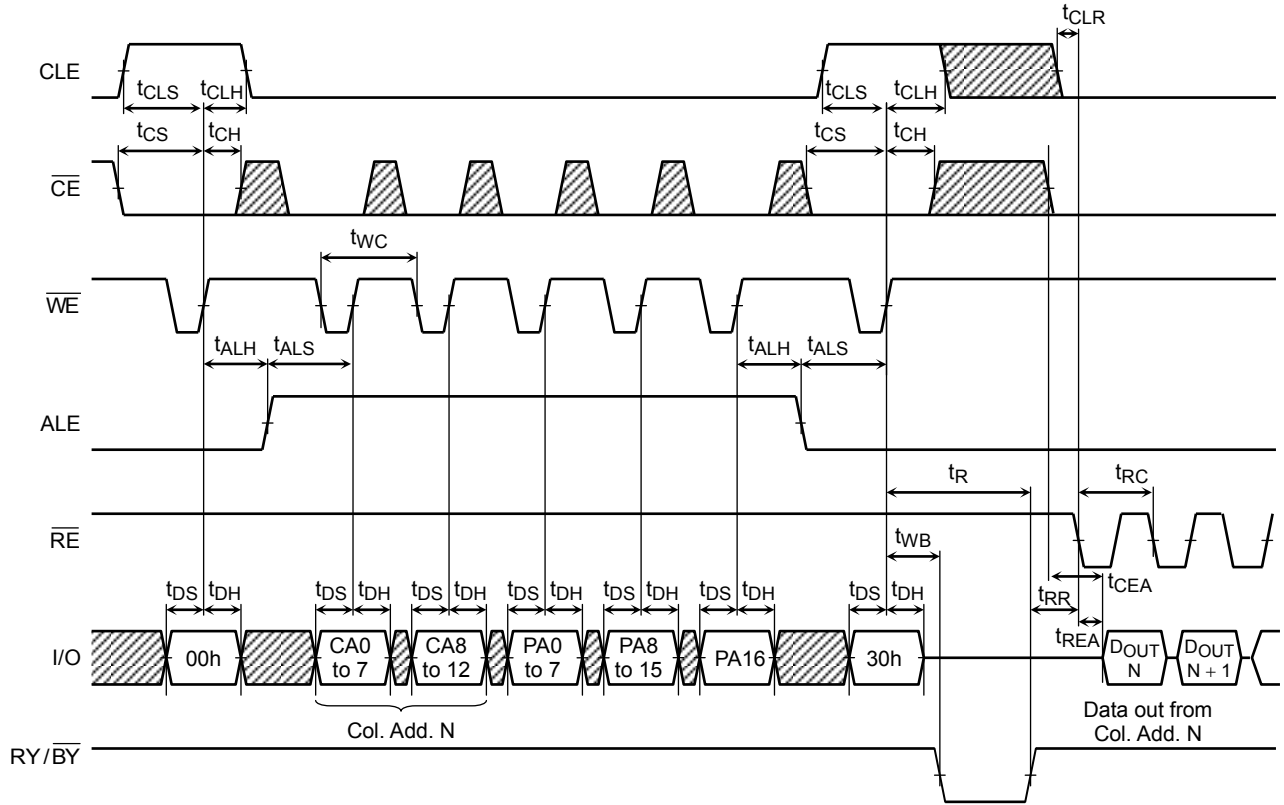 tCLR
CLE
tCLS tCLH tCLS tCLH
tCS tCH tCS tCH
CE
tWC
WE
tALH tALS tALH tALS
ALE
tR tRC
RE
tWB
tDS tDH tDS tDH tDS tDH tDS tDH tDS tDH tDS tDH tDS tDH tRR tCEA
tREA
I/O 00h CA0 to 7 CA8 to 12 PA0 to 7 PA8 to 15 PA16 30h DOUT N DOUT N + 1
Col. Add. N
Data out from
Col. Add. N
RY/BY